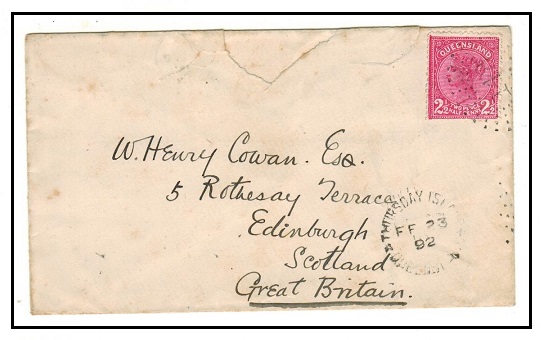 QUEENSLAND
2½ 2½
W. Henry Cowan. Esq.
5 Rothesay Terrace
Edinburgh
Scotland
Great Britain.
THURSDAY ISL
FE 23
92